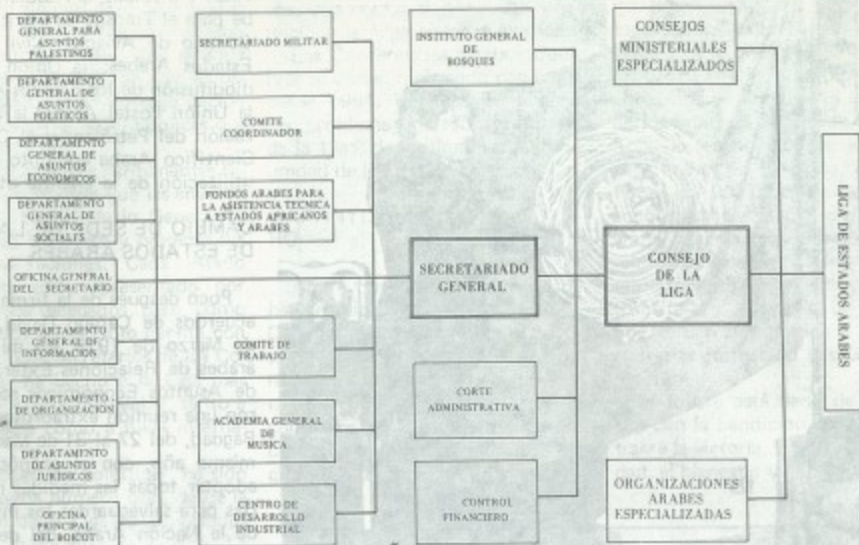 DEPARTAMENTO
GENERAL PARA
ASUNTOS
PALESTINOS
DEPARTAMENTO
GENERAL DE
ASUNTOS
POLITICOS
DEPARTAMENTO
GENERAL DE
ASUNTOS
ECONOMICOS
DEPARTAMENTO
GENERAL DE
ASUNTOS
SOCIALES
OFICINA GENERAL
DEL SECRETARIO
DEPARTAMENTO
GENERAL DE
INFORMACION
DEPARTAMENTO
DE ORGANIZACION
DEPARTAMENTO
DE ASUNTOS
JURIDICOS
OFICINA
PRINCIPAL
DEL BOICOT
SECRETARIADO MILITAR
COMITE
COORDINADOR
FONDOS ARABES PARA
LA ASISTENCIA TECNICA
A ESTADOS AFRICANOS
Y ARABES
COMITE DE
TRABAJO
ACADEMIA GENERAL
DE
MUSICA
CENTRO DE
DESARROLLO
INDUSTRIAL
INSTITUTO GENERAL
DE
BOSQUES
SECRETARIADO
GENERAL
CORTE
ADMINISTRATIVA
CONTROL
FINANCIERO
CONSEJOS
MINISTERIALES
ESPECIALIZADOS
CONSEJO
DE LA
LIGA
ORGANIZACIONES
ARABES
ESPECIALIZADAS
LIGA DE ESTADOS ARABES